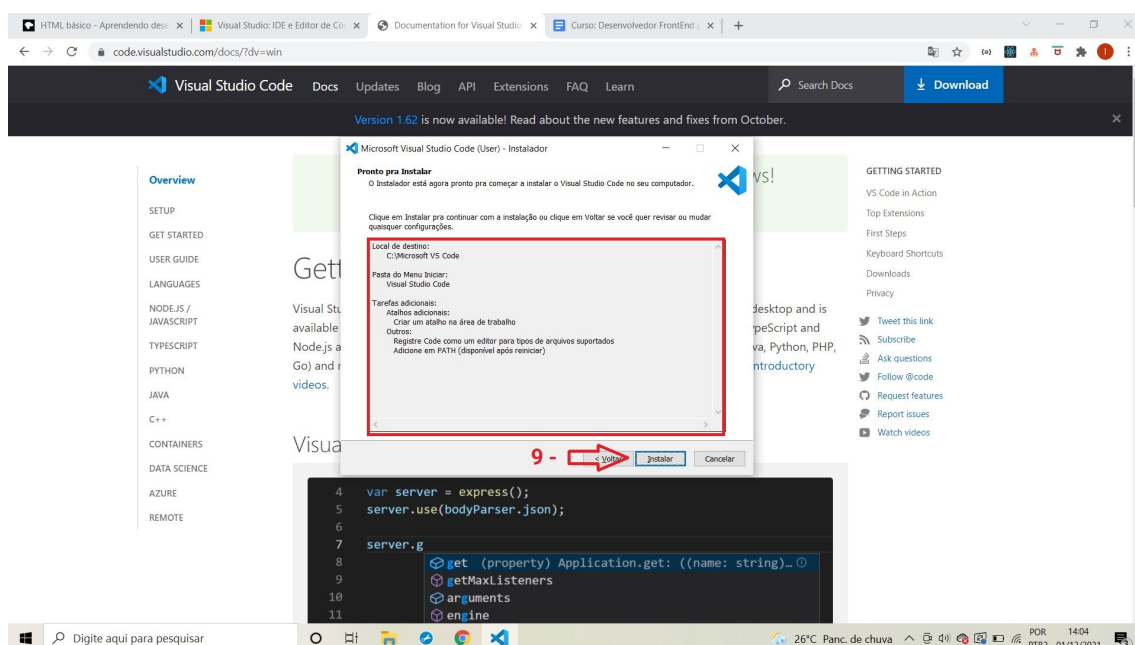 HTML básico - Aprendendo dese
Visual Studio: IDE e Editor de Cód
Documentation for Visual Studio
Curso: Desenvolvedor FrontEnd
code.visualstudio.com/docs/?dv=win
Visual Studio Code Docs Updates Blog API Extensions FAQ Learn Search Docs Download
Version 1.62 is now available! Read about the new features and fixes from October.
Microsoft Visual Studio Code (User) - Instalador
Pronto pra Instalar
O Instalador está agora pronto pra começar a instalar o Visual Studio Code no seu computador.
Clique em Instalar pra continuar com a instalação ou clique em Voltar se você quer revisar ou mudar
quaisquer configurações.
Local de destino:
C:\Microsoft VS Code
Pasta do Menu Iniciar:
Visual Studio Code
Tarefas adicionais:
Atalhos adicionais:
Criar um atalho na área de trabalho
Outros:
Registre Code como um editor para tipos de arquivos suportados
Adicione em PATH (disponível após reiniciar)
9 -
< Voltar Instalar Cancelar
Overview
SETUP
GET STARTED
USER GUIDE
LANGUAGES
NODE.JS /
JAVASCRIPT
TYPESCRIPT
PYTHON
JAVA
C++
CONTAINERS
DATA SCIENCE
AZURE
REMOTE
ws!
Gett
Visual Stu desktop and is
available peScript and
Node.js a va, Python, PHP,
Go) and r ntroductory
videos.
Visua
4 var server = express();
5 server.use(bodyParser.json);
6
7 server.g
8 get (property) Application.get: ((name: string)…
9 getMaxListeners
10 arguments
11 engine
GETTING STARTED
VS Code in Action
Top Extensions
First Steps
Keyboard Shortcuts
Downloads
Privacy
Tweet this link
Subscribe
Ask questions
Follow @code
Request features
Report issues
Watch videos
Digite aqui para pesquisar
26°C Panc. de chuva
POR 14:04
PTB2 01/12/2021